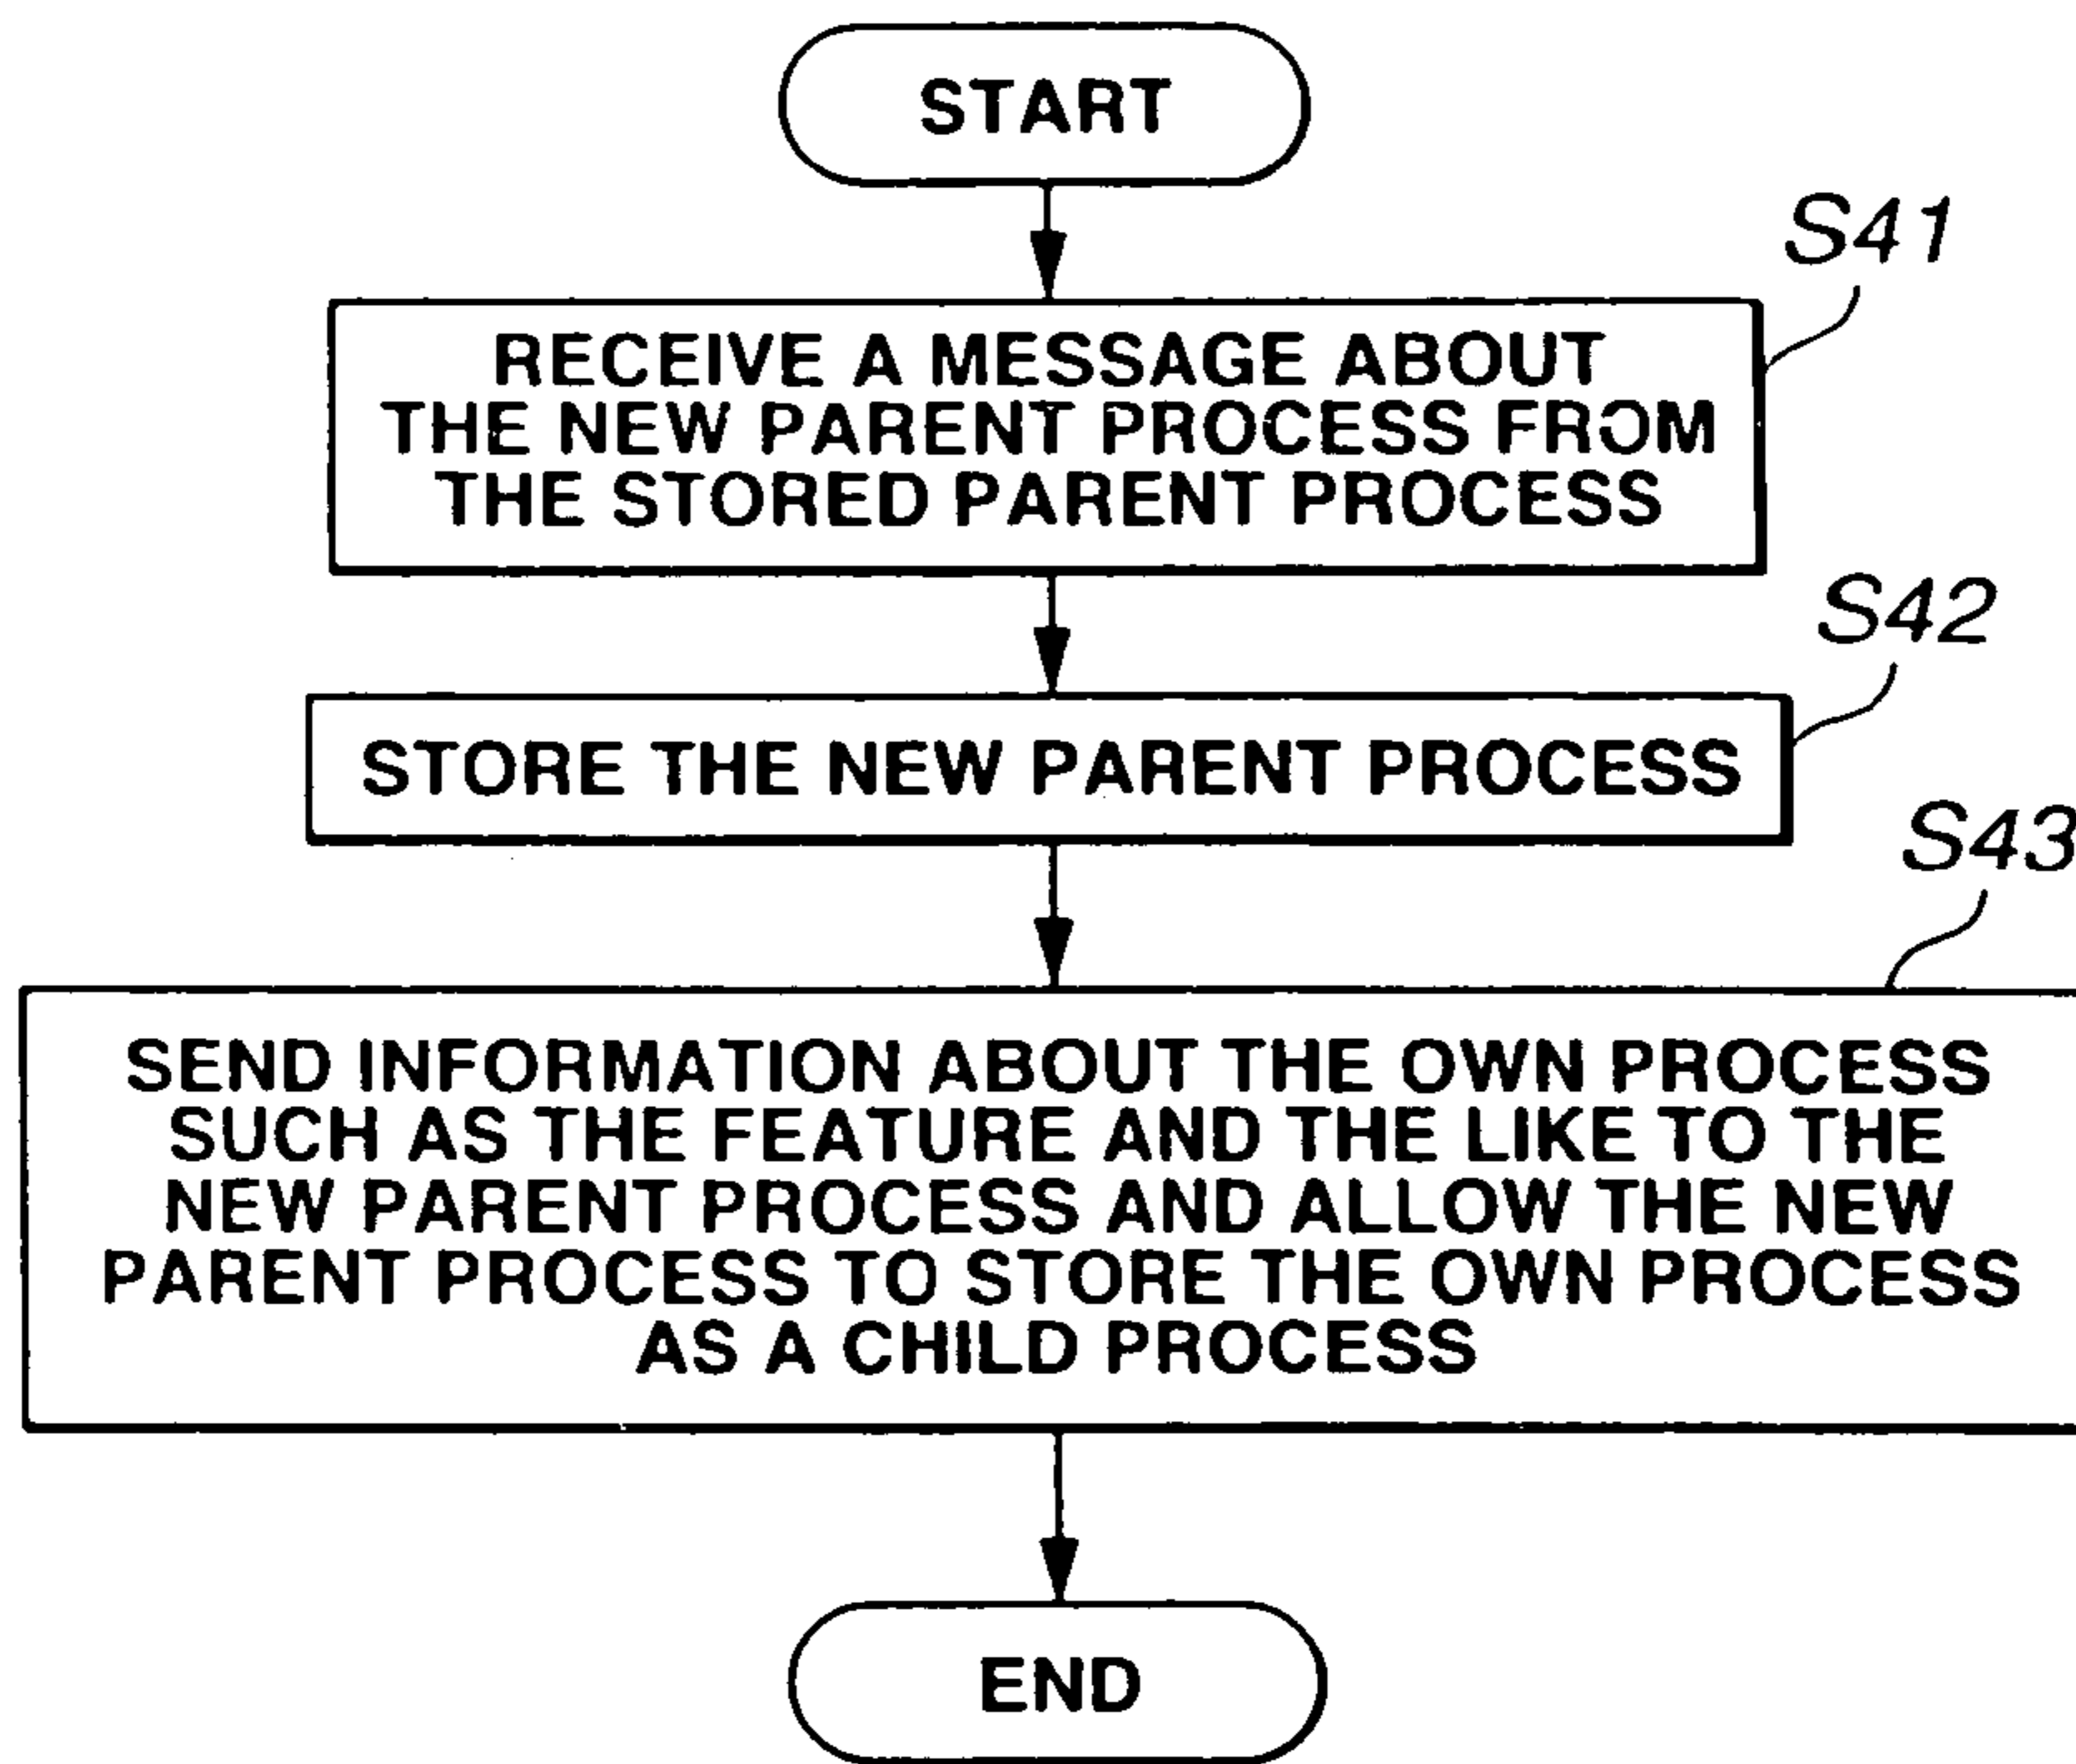 START
S41
RECEIVE A MESSAGE ABOUT
THE NEW PARENT PROCESS FROM
THE STORED PARENT PROCESS
S42
STORE THE NEW PARENT PROCESS
S43
SEND INFORMATION ABOUT THE OWN PROCESS
SUCH AS THE FEATURE AND THE LIKE TO THE
NEW PARENT PROCESS AND ALLOW THE NEW
PARENT PROCESS TO STORE THE OWN PROCESS
AS A CHILD PROCESS
END